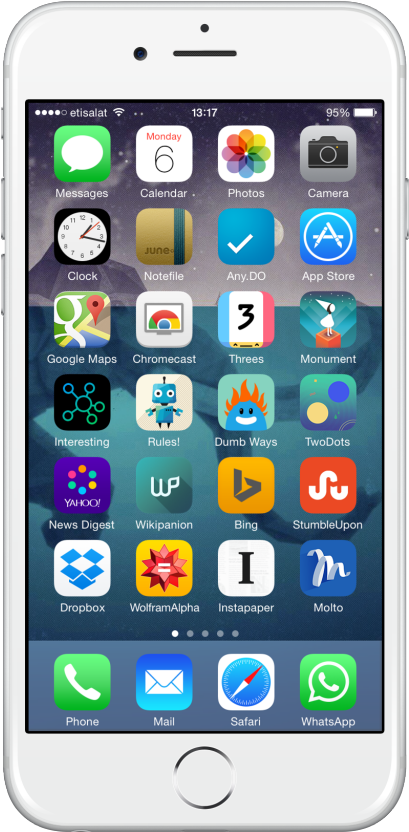 etisalat 13:17 95%
Monday
6
Messages Calendar Photos Camera
JUNE
Clock Notefile Any.DO App Store
3
Google Maps Chromecast Threes Monument
Interesting Rules! Dumb Ways TwoDots
YAHOO!
News Digest Wikipanion Bing StumbleUpon
I
Dropbox WolframAlpha Instapaper Molto
Phone Mail Safari WhatsApp